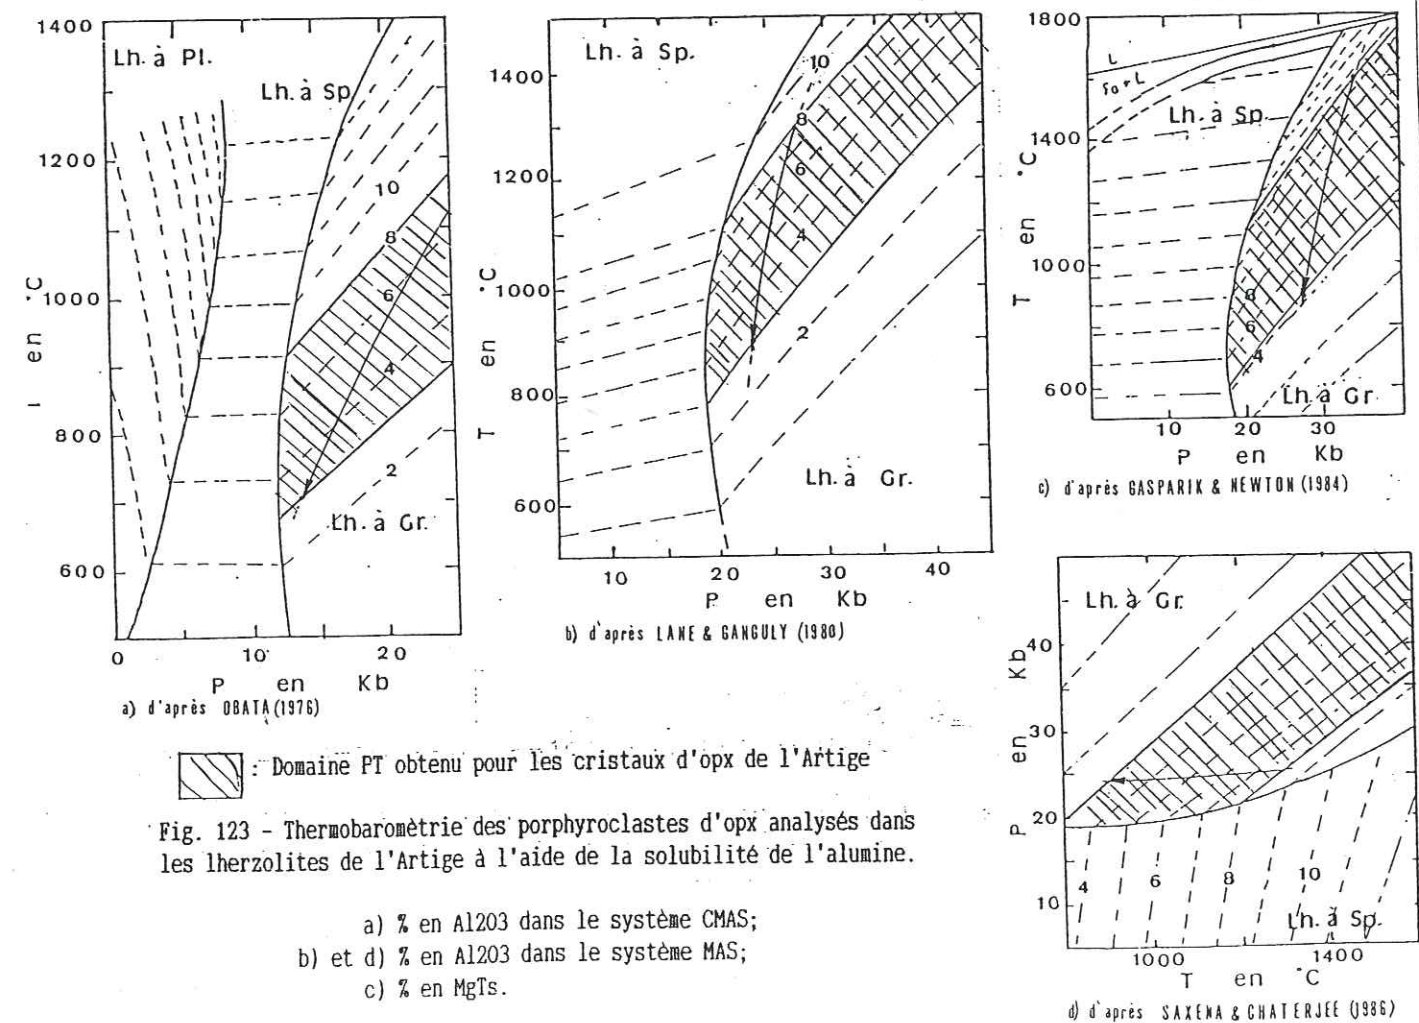 1400
1200
1000
800
600
en
°C
Lh. à Pl.
Lh. à Sp
10
8
6
4
2
Lh. à Gr.
0
10
20
P en Kb
a) d'après OBATA (1976)
1400
1200
1000
800
600
T en °C
Lh. à Sp.
10
8
6
4
2
Lh. à Gr.
10
20
30
40
P en Kb
b) d'après LANE & GANGULY (1980)
1800
1400
1000
600
T en °C
L
Fo + L
Lh. à Sp.
8
6
4
Lh. à Gr
10
20
30
P en Kb
c) d'après GASPARIK & NEWTON (1984)
40
30
20
10
P en Kb
Lh. à Gr.
4
6
8
10
Lh. à Sp.
1000
1400
T en °C
d) d'après SAXENA & CHATERJEE (1986)
: Domaine PT obtenu pour les cristaux d'opx de l'Artige
Fig. 123 - Thermobaromètrie des porphyroclastes d'opx analysés dans
les lherzolites de l'Artige à l'aide de la solubilité de l'alumine.
a) % en Al2O3 dans le système CMAS;
b) et d) % en Al2O3 dans le système MAS;
c) % en MgTs.